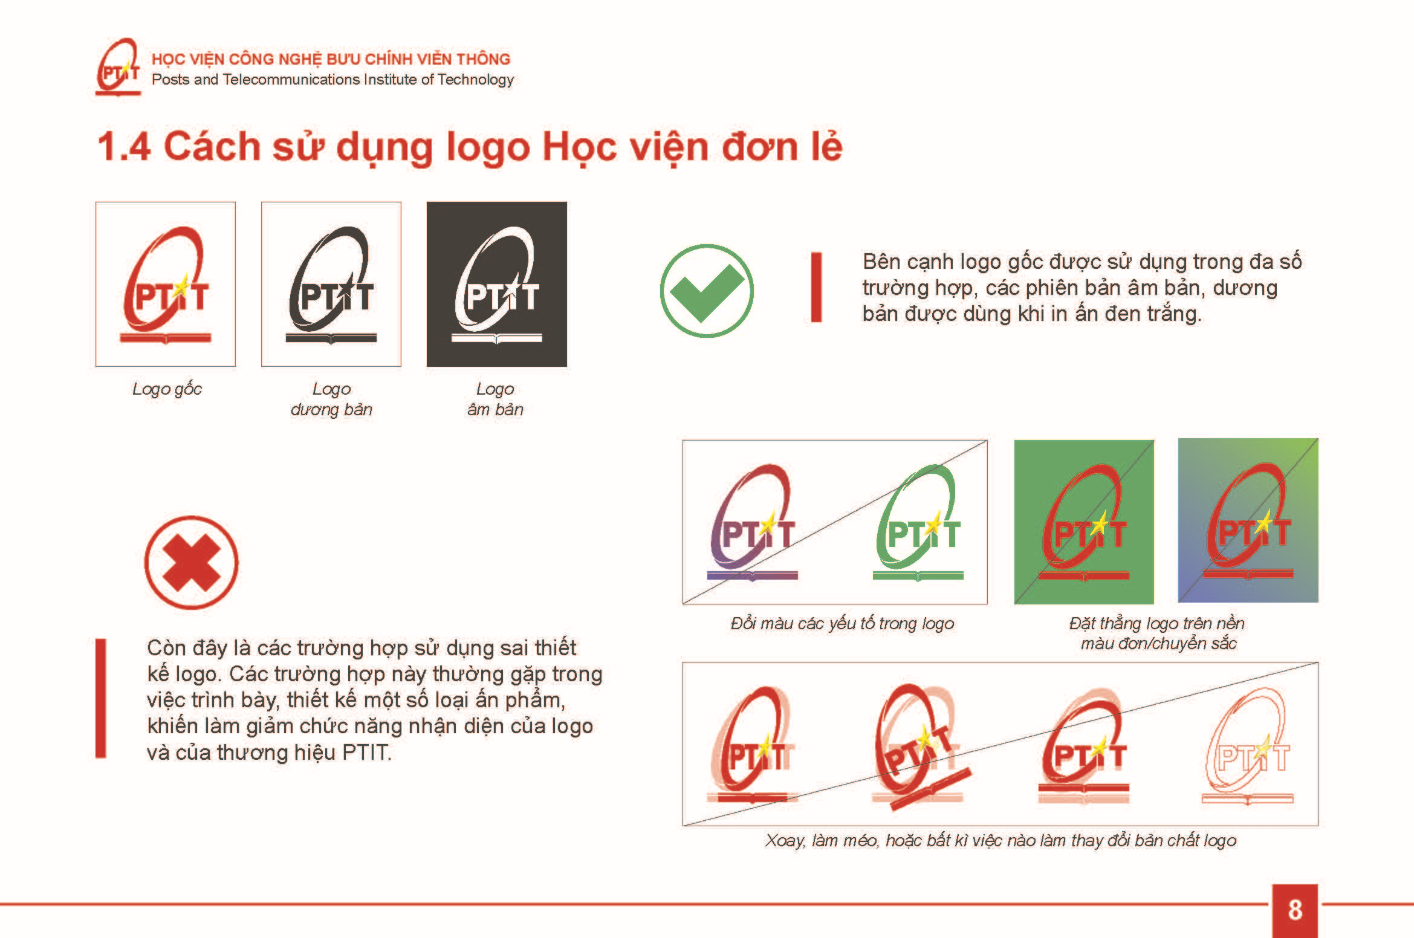 PTIT
HỌC VIỆN CÔNG NGHỆ BƯU CHÍNH VIỄN THÔNG
Posts and Telecommunications Institute of Technology
1.4 Cách sử dụng logo Học viện đơn lẻ
PTIT
PTIT
PTIT
Logo gốc
Logo
dương bản
Logo
âm bản
Bên cạnh logo gốc được sử dụng trong đa số
trường hợp, các phiên bản âm bản, dương
bản được dùng khi in ấn đen trắng.
Còn đây là các trường hợp sử dụng sai thiết
kế logo. Các trường hợp này thường gặp trong
việc trình bày, thiết kế một số loại ấn phẩm,
khiến làm giảm chức năng nhận diện của logo
và của thương hiệu PTIT.
PTIT
PTIT
PTIT
PTIT
Đổi màu các yếu tố trong logo
Đặt thẳng logo trên nền
màu đơn/chuyển sắc
PTIT
PTIT
PTIT
PTIT
Xoay, làm méo, hoặc bất kì việc nào làm thay đổi bản chất logo
8